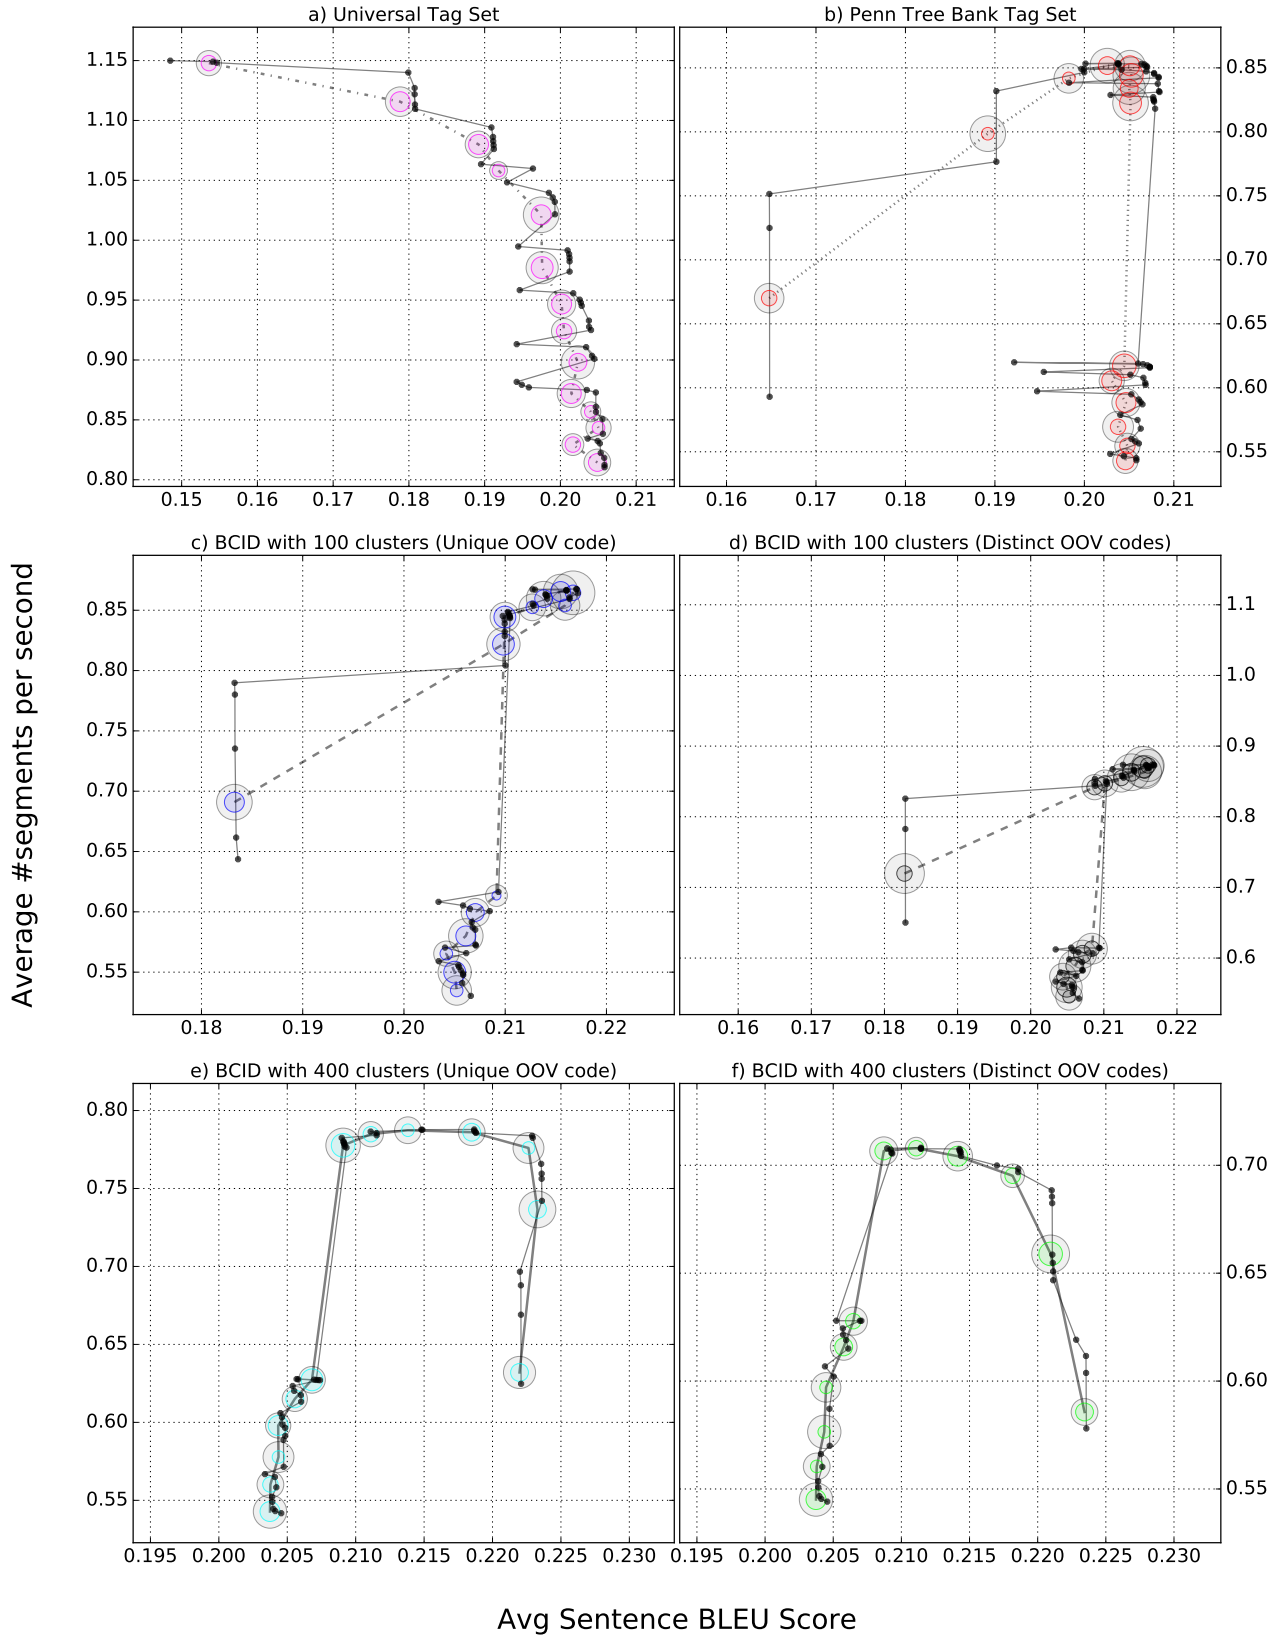 a) Universal Tag Set
b) Penn Tree Bank Tag Set
1.15
1.10
1.05
1.00
0.95
0.90
0.85
0.80
0.85
0.80
0.75
0.70
0.65
0.60
0.55
0.15 0.16 0.17 0.18 0.19 0.20 0.21
0.16 0.17 0.18 0.19 0.20 0.21
c) BCID with 100 clusters (Unique OOV code)
d) BCID with 100 clusters (Distinct OOV codes)
Average #segments per second
0.85
0.80
0.75
0.70
0.65
0.60
0.55
1.1
1.0
0.9
0.8
0.7
0.6
0.18 0.19 0.20 0.21 0.22
0.16 0.17 0.18 0.19 0.20 0.21 0.22
e) BCID with 400 clusters (Unique OOV code)
f) BCID with 400 clusters (Distinct OOV codes)
0.80
0.75
0.70
0.65
0.60
0.55
0.70
0.65
0.60
0.55
0.195 0.200 0.205 0.210 0.215 0.220 0.225 0.230
0.195 0.200 0.205 0.210 0.215 0.220 0.225 0.230
Avg Sentence BLEU Score